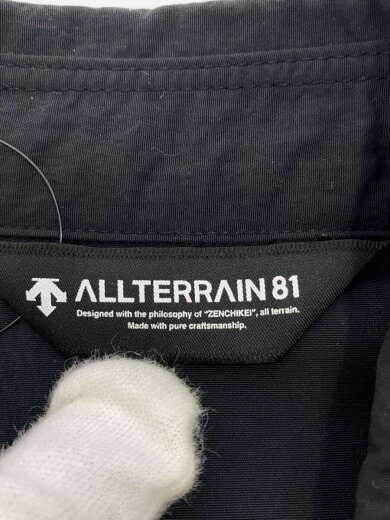 ALLTERRAIN 81
Designed with the philosophy of "ZENCHIKEI", all terrain.
Made with pure craftsmanship.